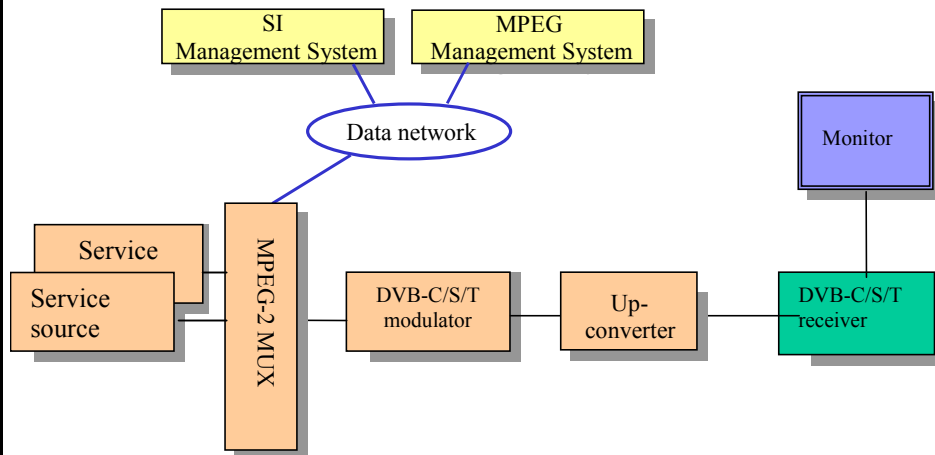 SI
Management System
MPEG
Management System
Data network
Monitor
Service
Service
source
MPEG-2 MUX
DVB-C/S/T
modulator
Up-
converter
DVB-C/S/T
receiver